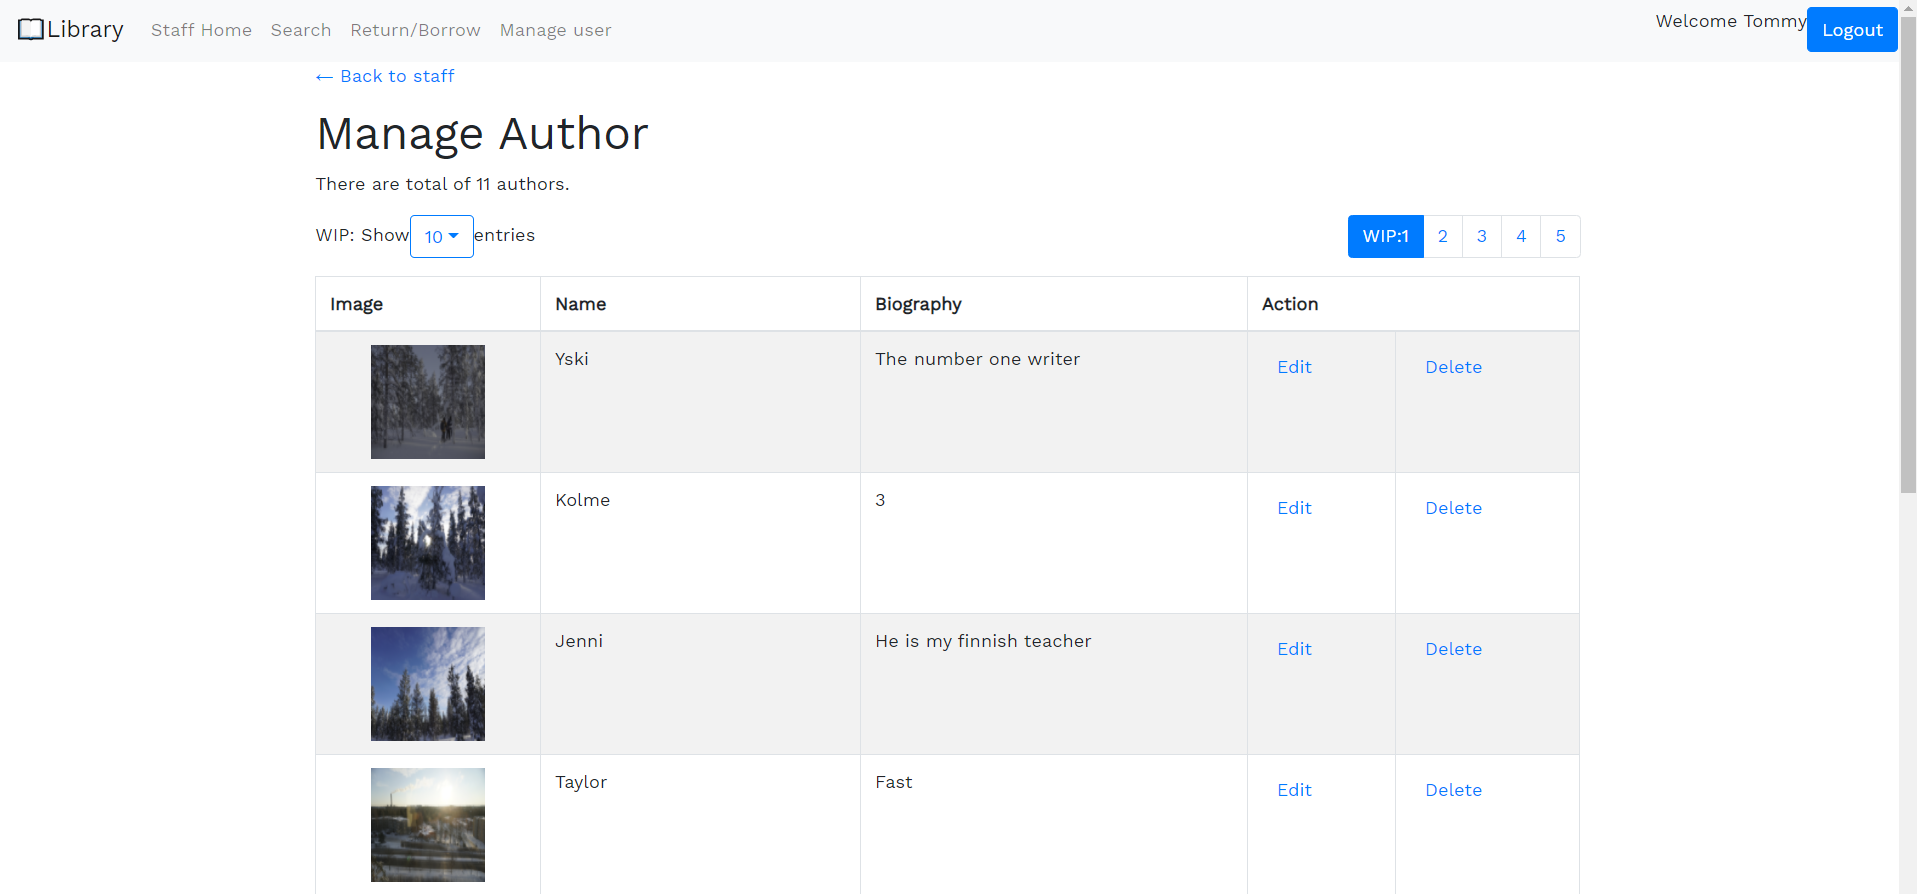 Library Staff Home Search Return/Borrow Manage user Welcome Tommy Logout
← Back to staff
Manage Author
There are total of 11 authors.
WIP: Show 10 entries WIP:1 2 3 4 5
Image Name Biography Action
Yski The number one writer Edit Delete
Kolme 3 Edit Delete
Jenni He is my finnish teacher Edit Delete
Taylor Fast Edit Delete